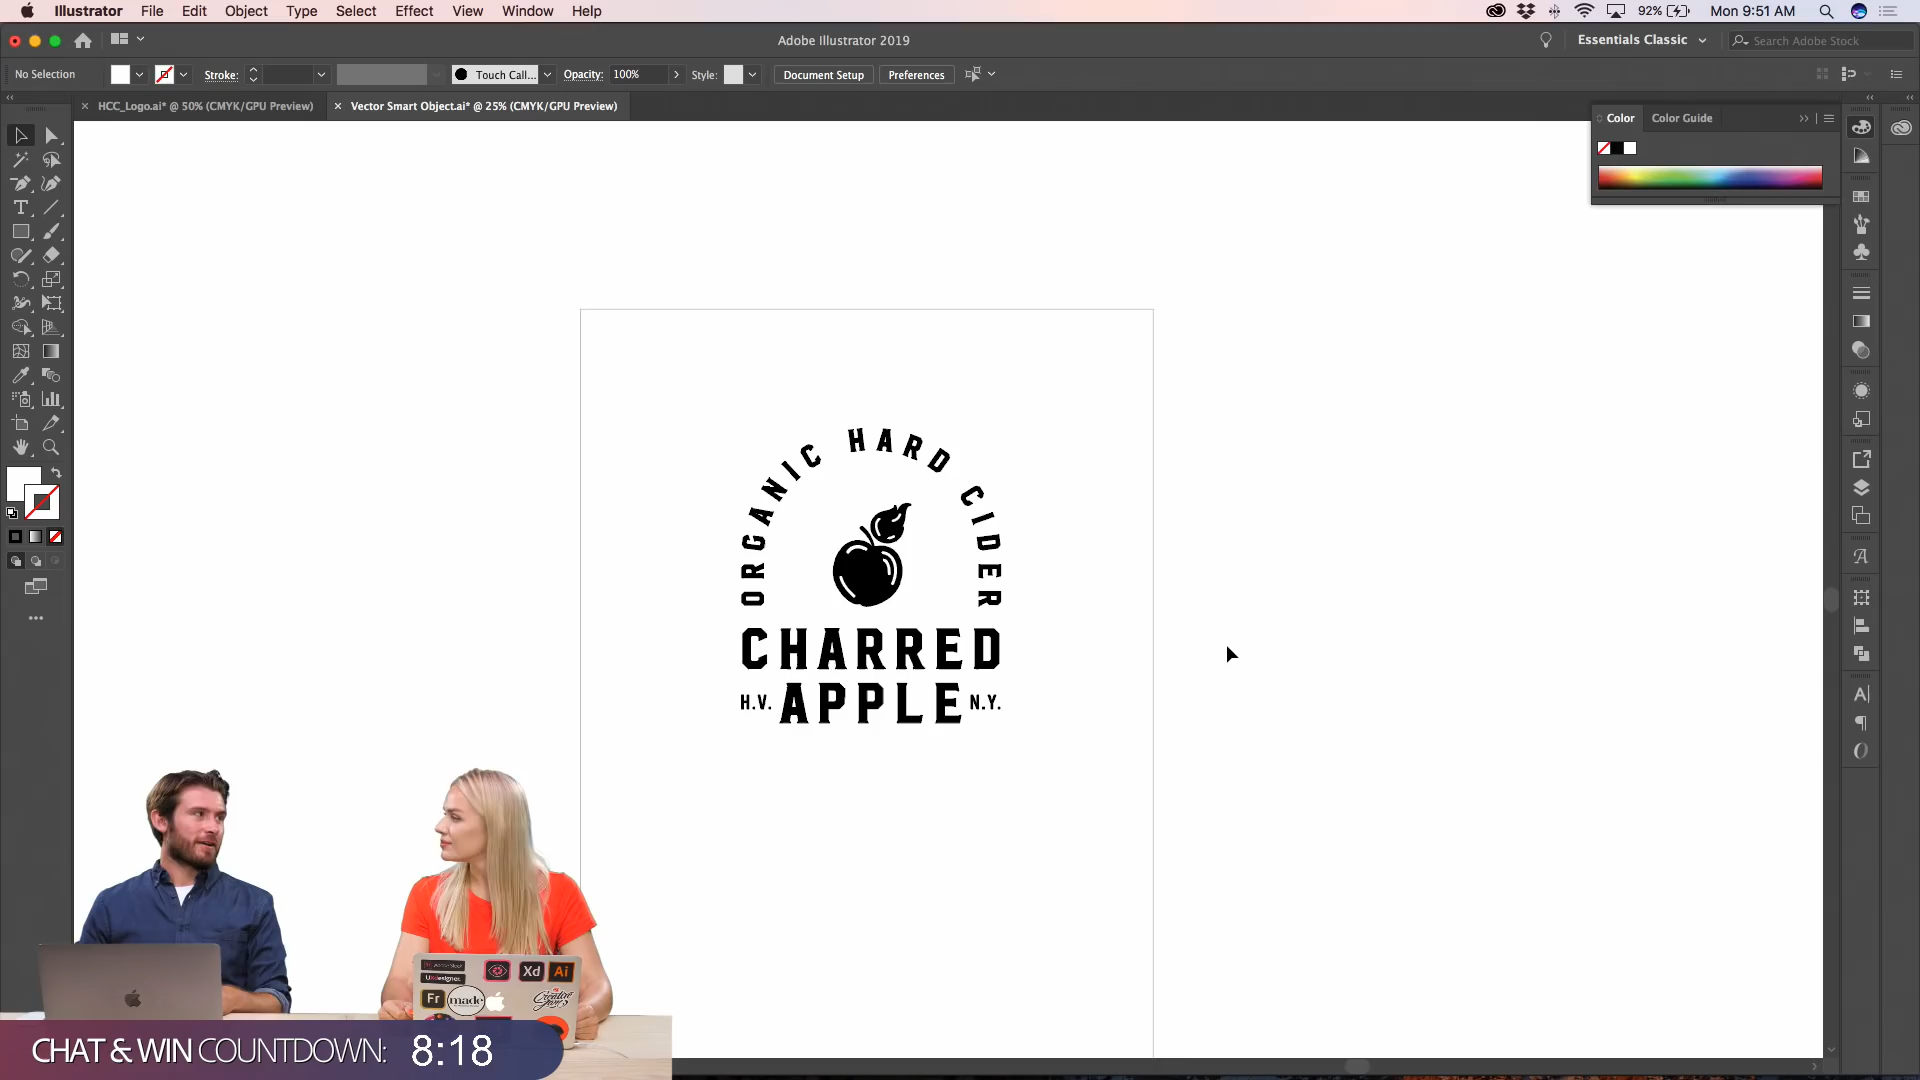 Illustrator File Edit Object Type Select Effect View Window Help
92% Mon 9:51 AM
Adobe Illustrator 2019
Essentials Classic
Search Adobe Stock
No Selection
Stroke:
Touch Call...
Opacity: 100%
Style:
Document Setup
Preferences
HCC_Logo.ai* @ 50% (CMYK/GPU Preview)
Vector Smart Object.ai* @ 25% (CMYK/GPU Preview)
Color
Color Guide
ORGANIC HARD CIDER
CHARRED
H.V. APPLE N.Y.
Xd
Ai
UXdesigner.
Fr
made
Creative Jam
CHAT & WIN COUNTDOWN: 8:18